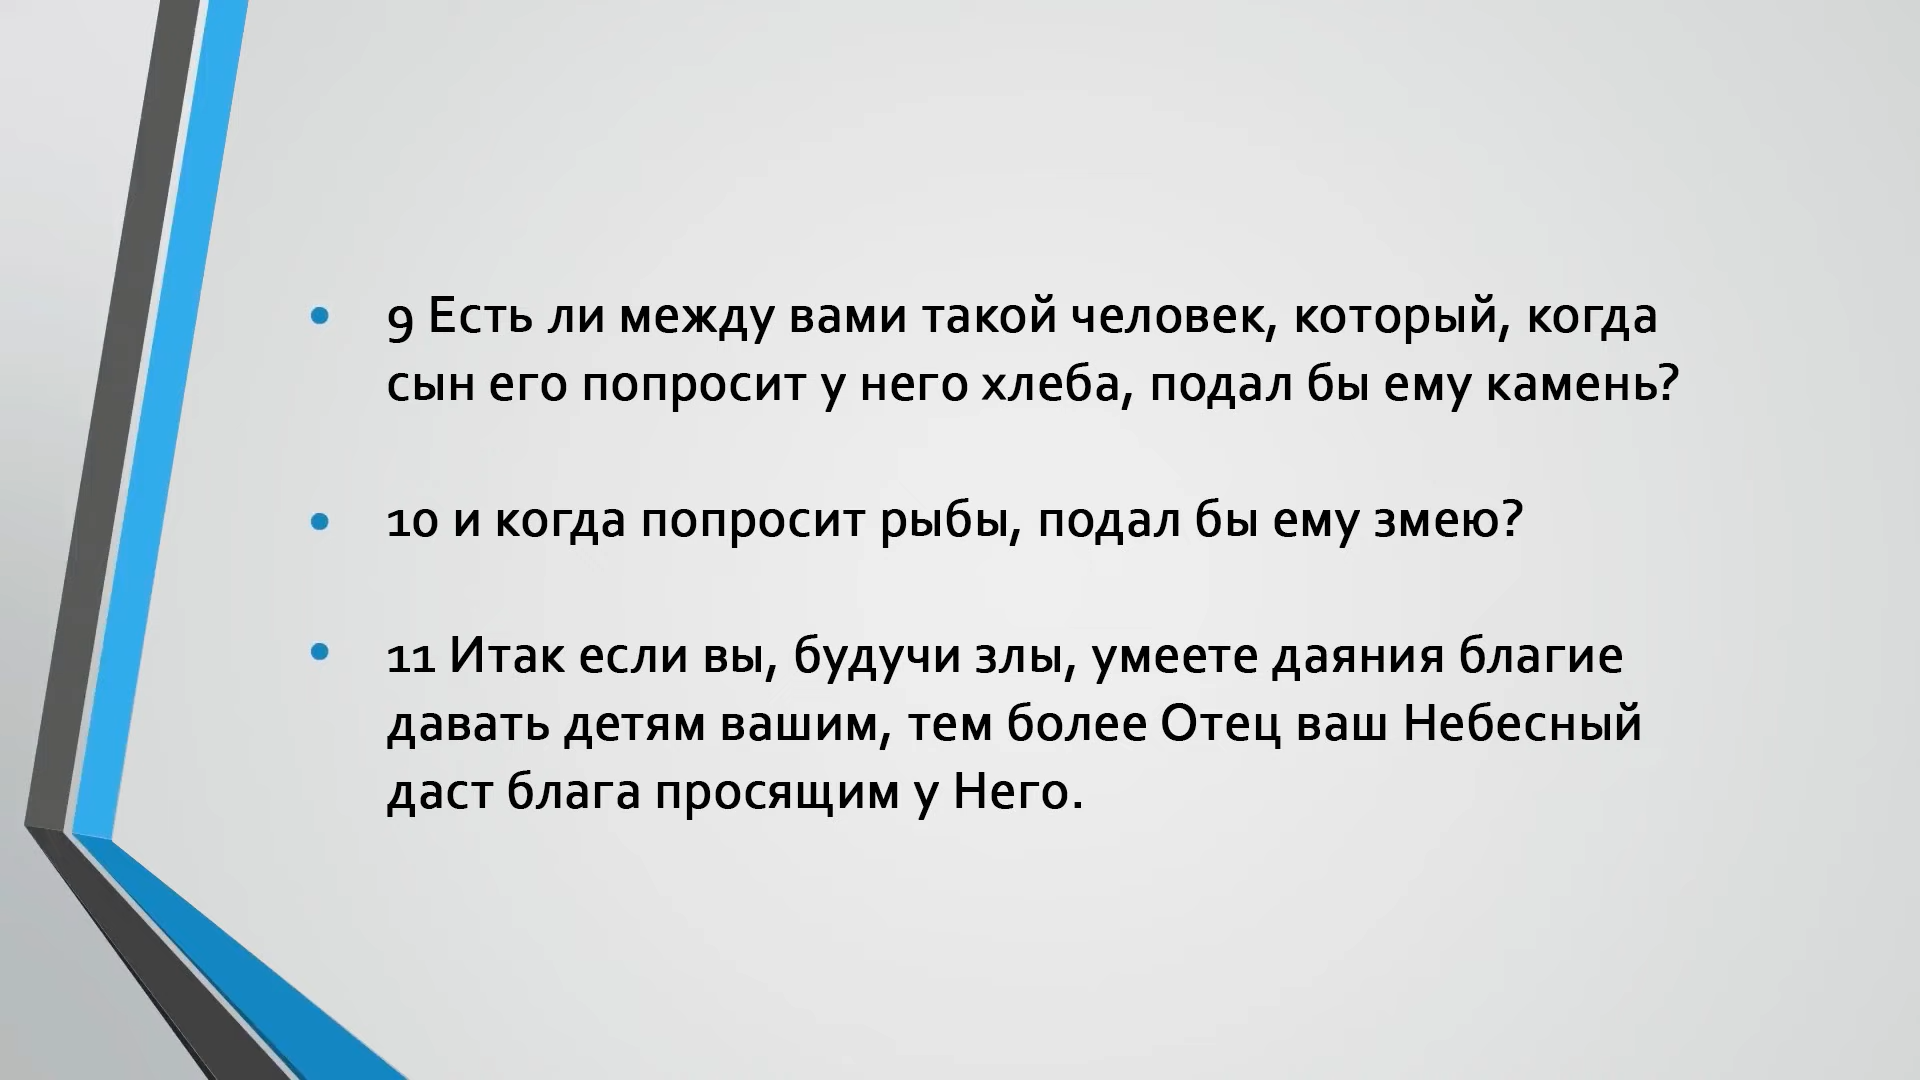 • 9 Есть ли между вами такой человек, который, когда
сын его попросит у него хлеба, подал бы ему камень?
• 10 и когда попросит рыбы, подал бы ему змею?
• 11 Итак если вы, будучи злы, умеете даяния благие
давать детям вашим, тем более Отец ваш Небесный
даст блага просящим у Него.